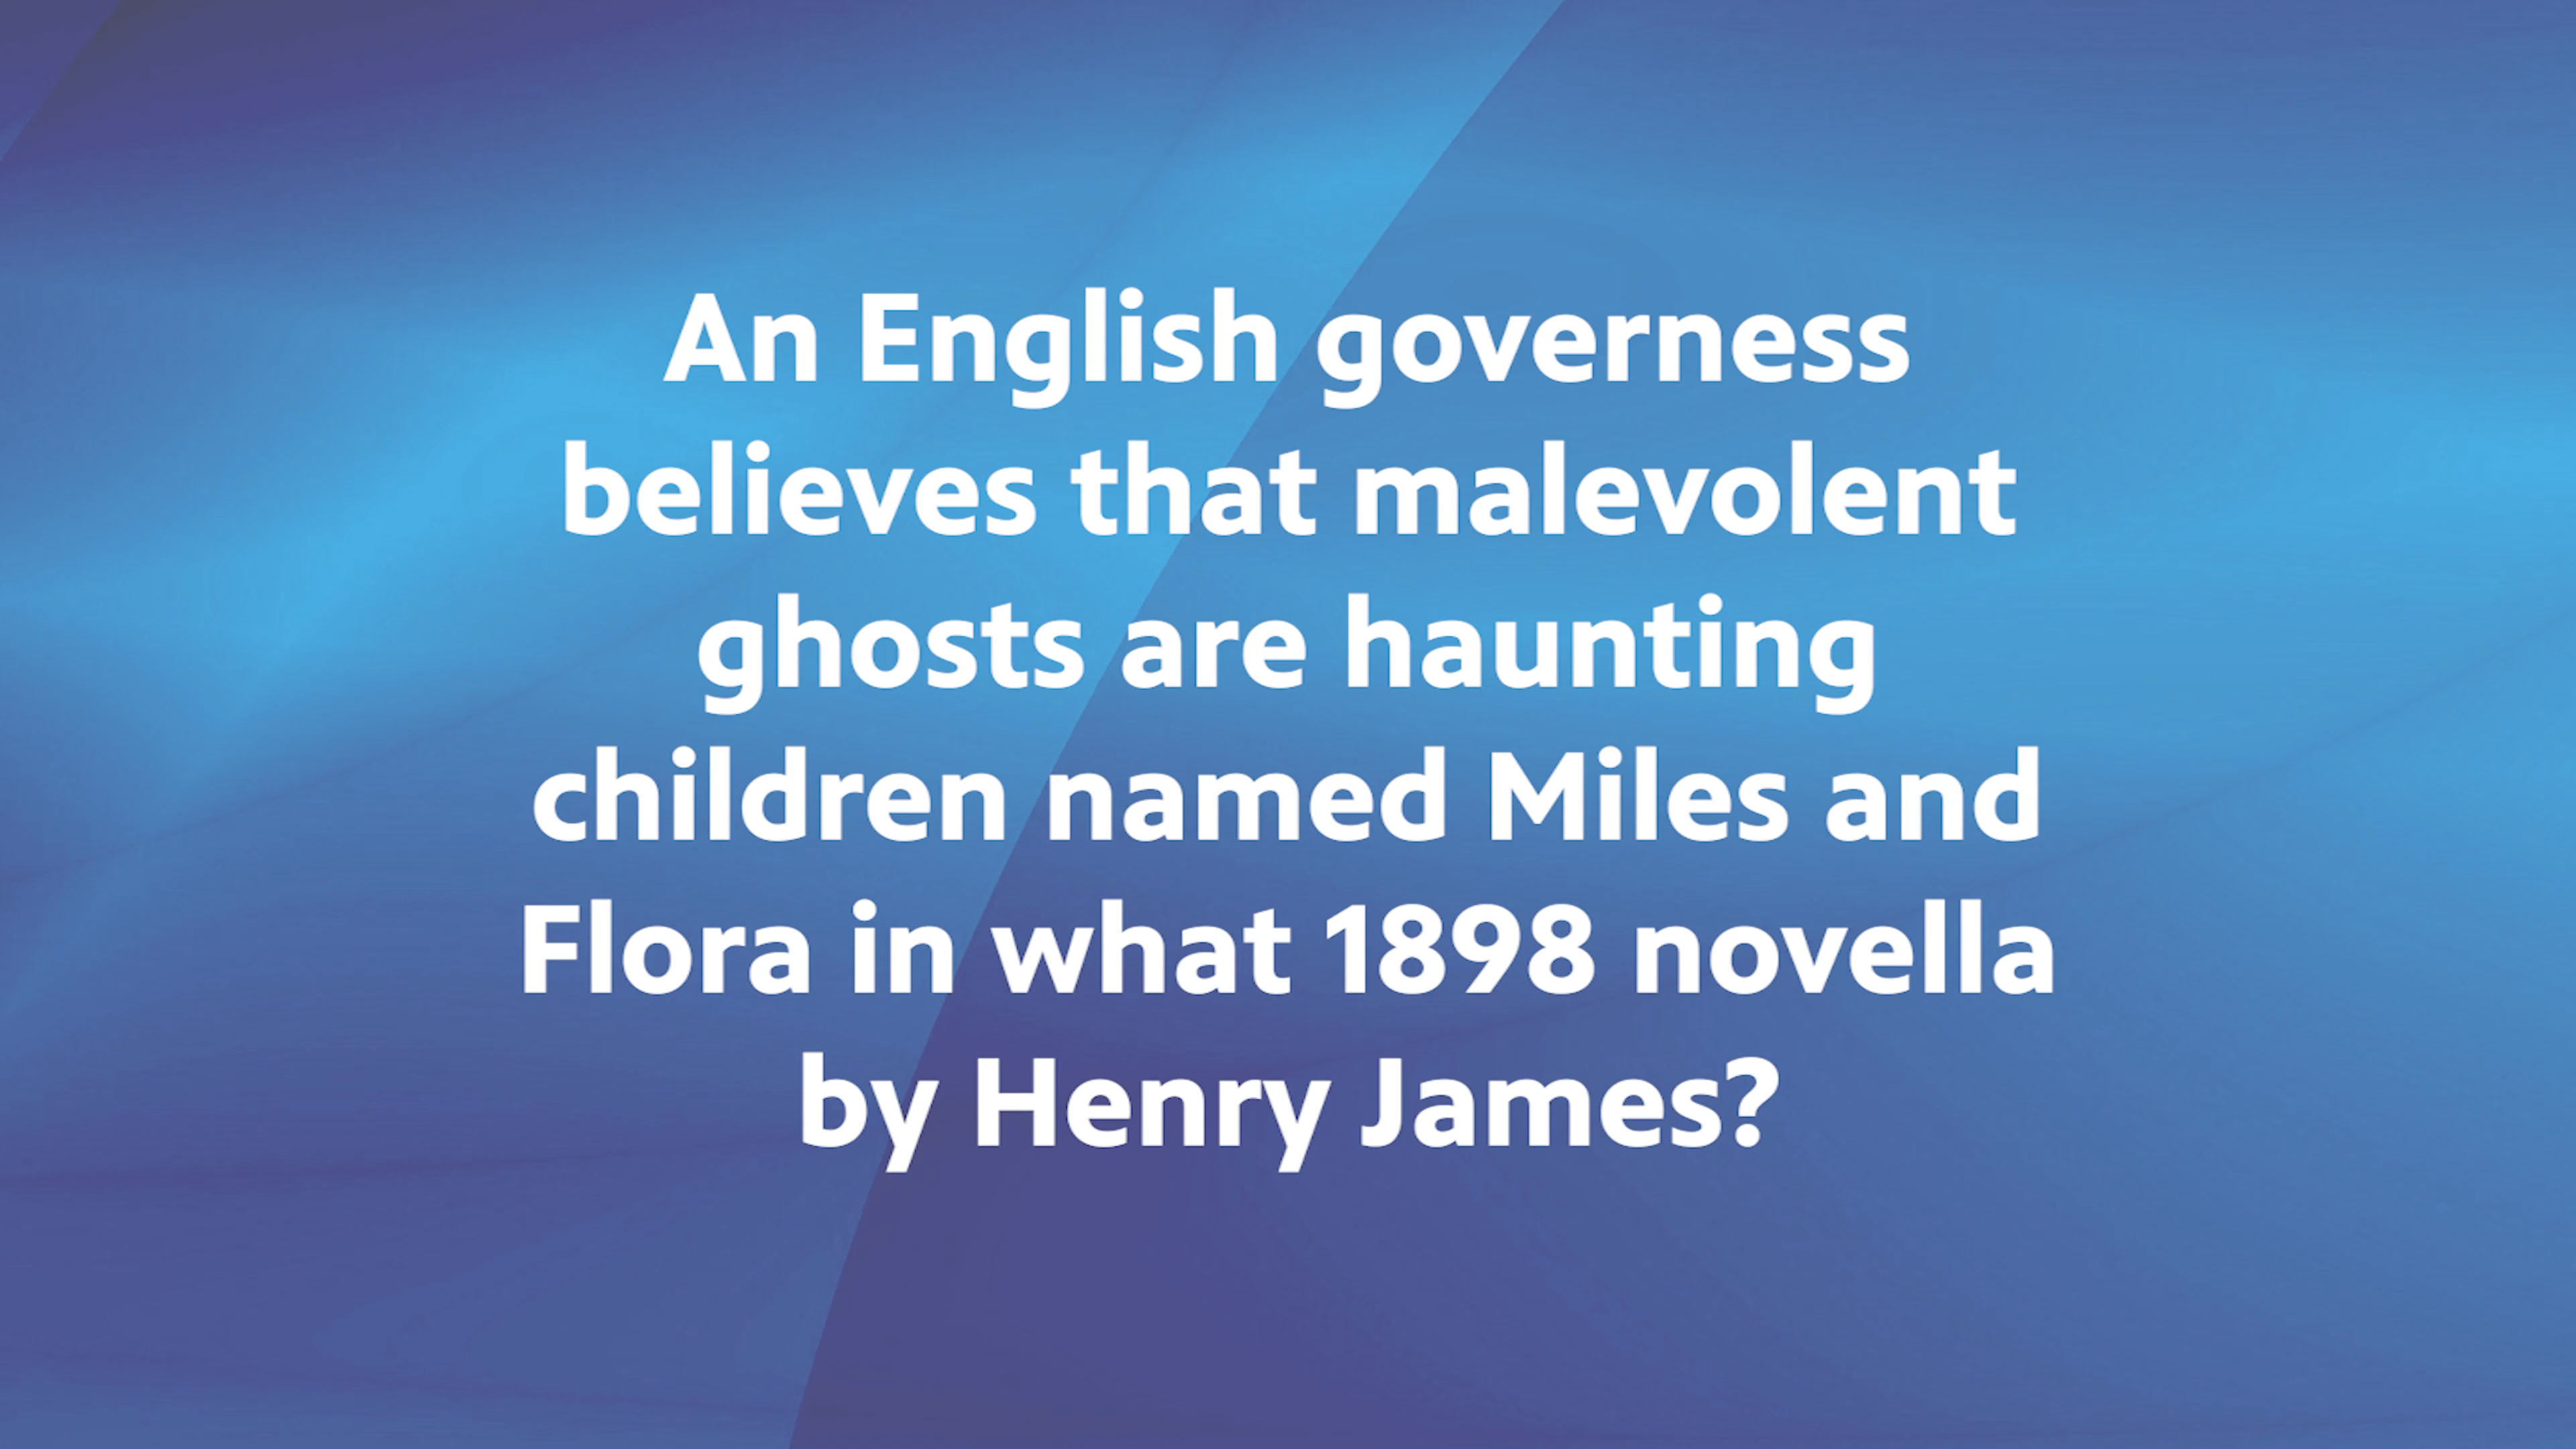 An English governess
believes that malevolent
ghosts are haunting
children named Miles and
Flora in what 1898 novella
by Henry James?